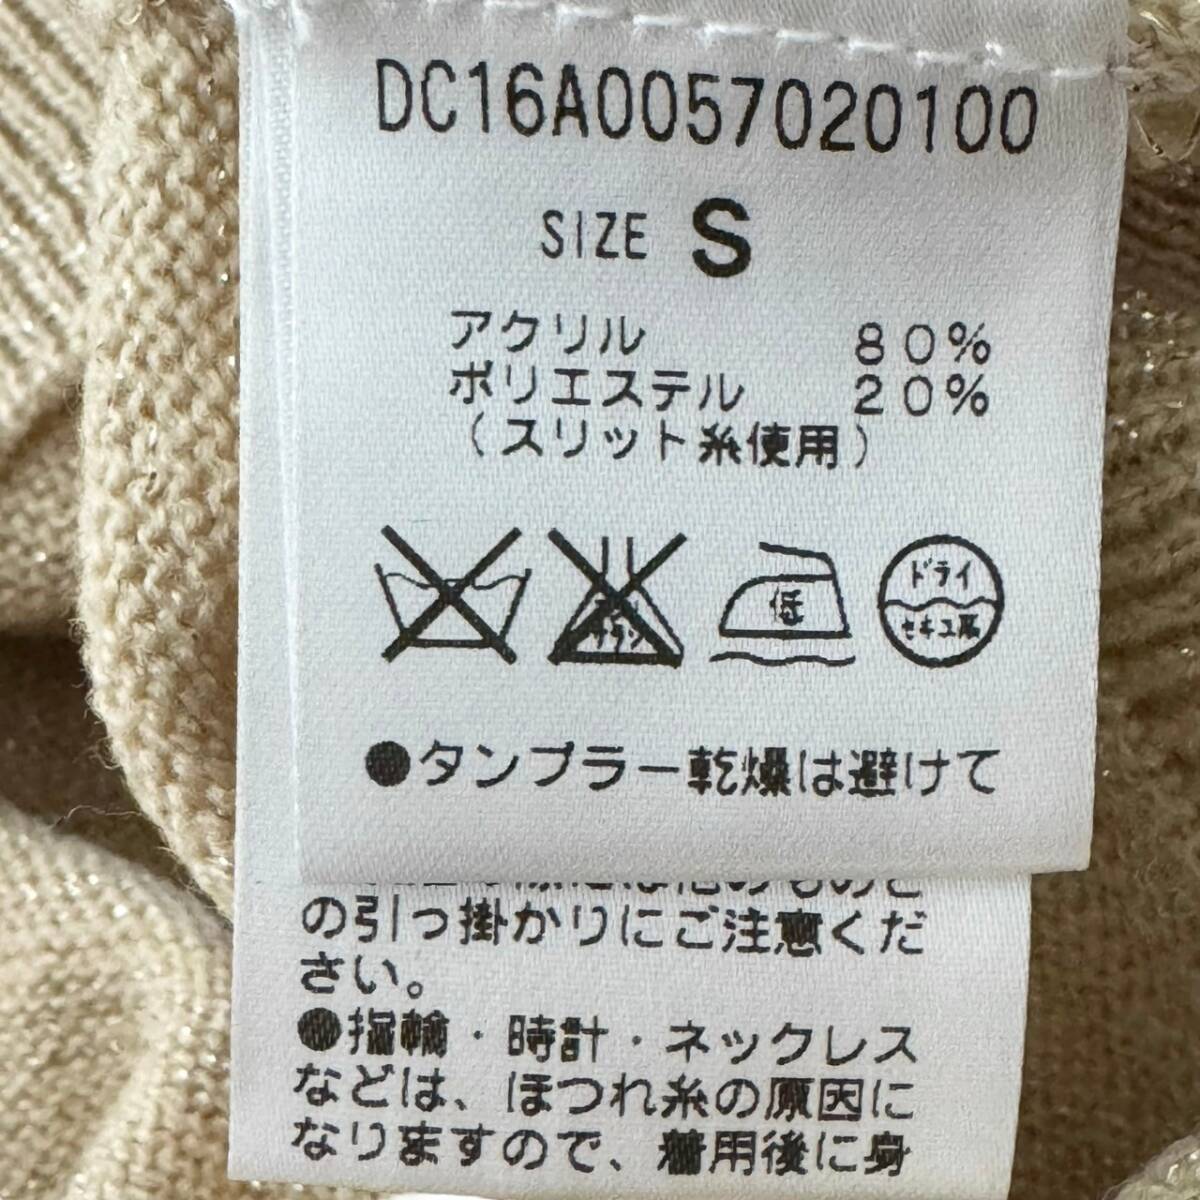 DC16A0057020100
SIZE S
アクリル 80%
ポリエステル 20%
(スリット糸使用)
低
ドライ
セキユ系
●タンブラー乾燥は避けて
の引っ掛かりにご注意くだ
さい。
●指輪・時計・ネックレス
などは、ほつれ糸の原因に
なりますので、着用後に身